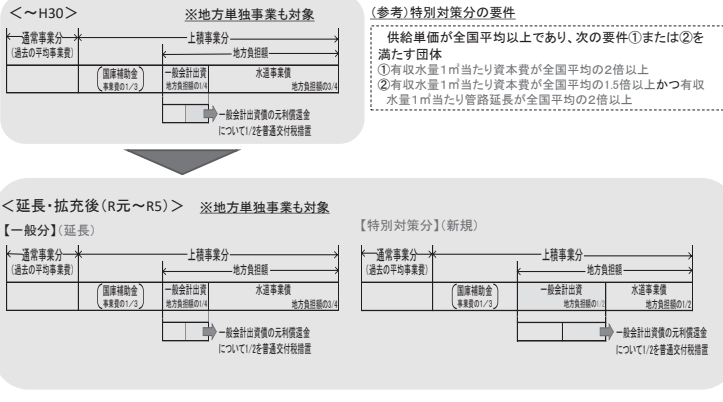 ＜～H30＞
※地方単独事業も対象
通常事業分
（過去の平均事業費）
上積事業分
地方負担額
国庫補助金
事業費の1/3
一般会計出資
地方負担額の1/4
水道事業債
地方負担額の3/4
一般会計出資債の元利償還金
について1/2を普通交付税措置
（参考）特別対策分の要件
供給単価が全国平均以上であり、次の要件①または②を
満たす団体
①有収水量1㎥当たり資本費が全国平均の2倍以上
②有収水量1㎥当たり資本費が全国平均の1.5倍以上かつ有収
水量1㎥当たり管路延長が全国平均の2倍以上
＜延長・拡充後（R元～R5）＞ ※地方単独事業も対象
【一般分】（延長）
通常事業分
（過去の平均事業費）
上積事業分
地方負担額
国庫補助金
事業費の1/3
一般会計出資
地方負担額の1/4
水道事業債
地方負担額の3/4
一般会計出資債の元利償還金
について1/2を普通交付税措置
【特別対策分】（新規）
通常事業分
（過去の平均事業費）
上積事業分
地方負担額
国庫補助金
事業費の1/3
一般会計出資
地方負担額の1/2
水道事業債
地方負担額の1/2
一般会計出資債の元利償還金
について1/2を普通交付税措置